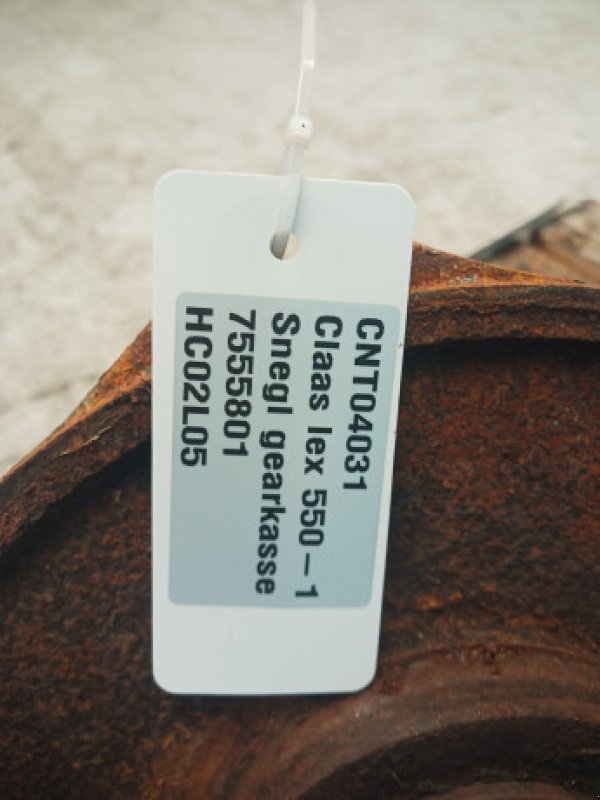 CNT04031
Claas lex 550-1
Snegl gearkasse
7555801
HC02L05